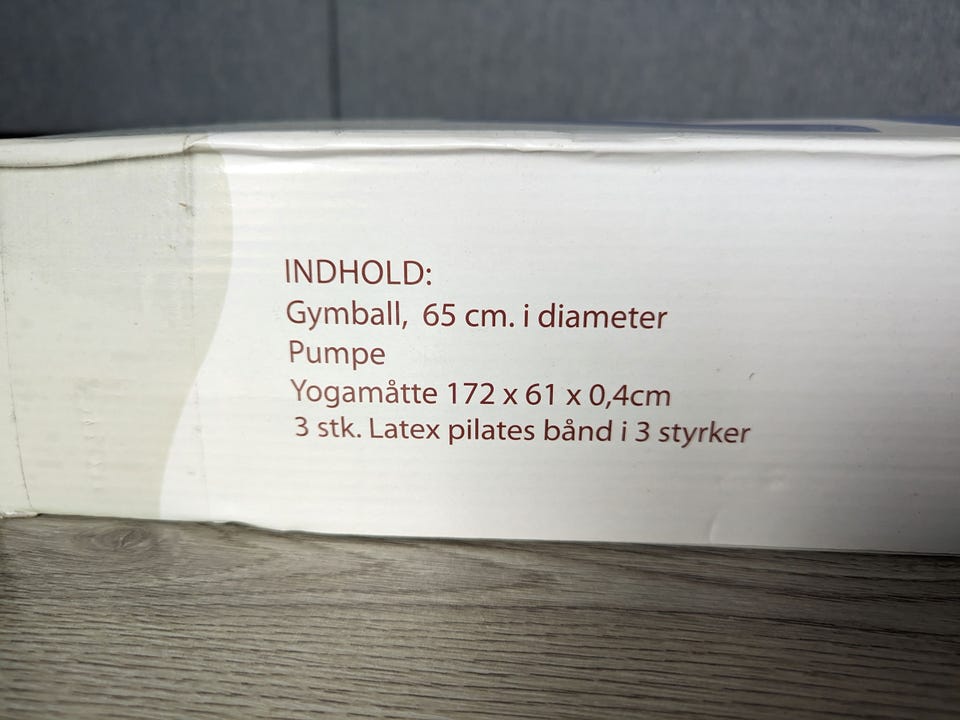 INDHOLD:
Gymball, 65 cm. i diameter
Pumpe
Yogamåtte 172 x 61 x 0,4cm
3 stk. Latex pilates bånd i 3 styrker